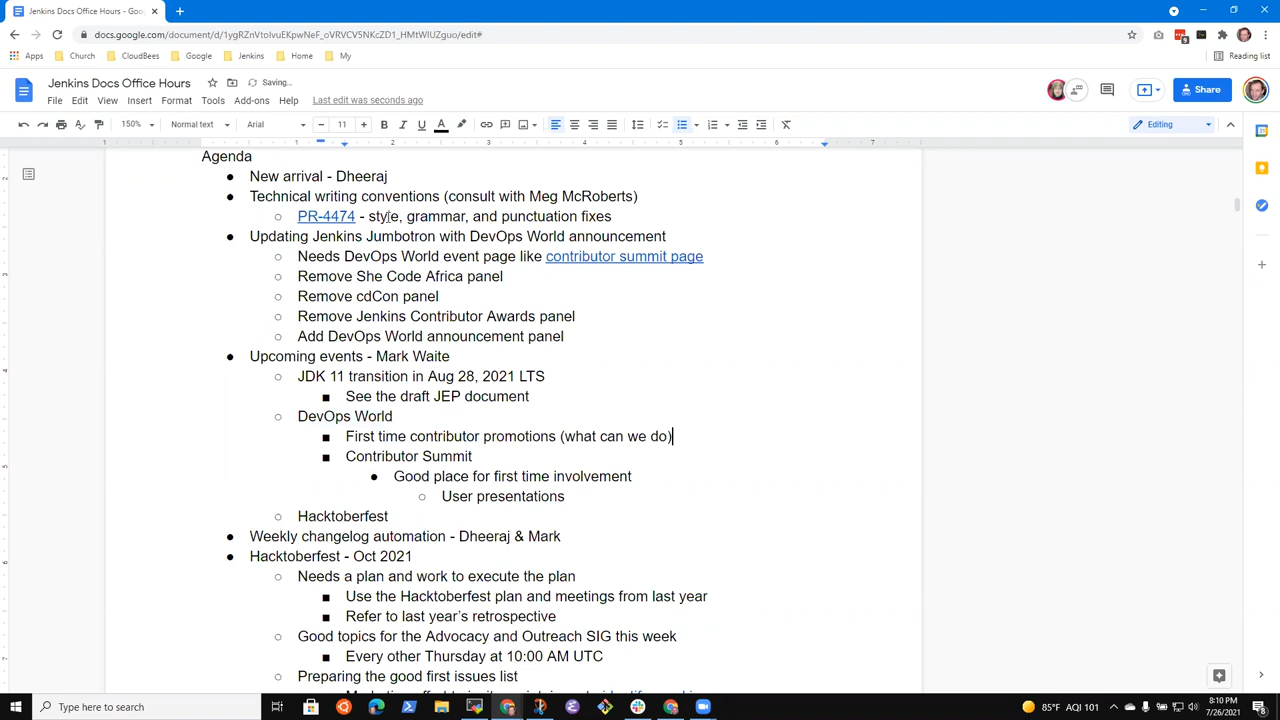 Jenkins Docs Office Hours - Goo
docs.google.com/document/d/1ygRZnVtoIvuEKpwNeF_oVRVCV5NKcZD1_HMtWIUZguo/edit#
Apps Church CloudBees Google Jenkins Home My Reading list
Jenkins Docs Office Hours Saving...
File Edit View Insert Format Tools Add-ons Help Last edit was seconds ago
Share
150% Normal text Arial 11 B I U A Editing
1 1 2 3 4 5 6 7
Agenda
● New arrival - Dheeraj
● Technical writing conventions (consult with Meg McRoberts)
○ PR-4474 - style, grammar, and punctuation fixes
● Updating Jenkins Jumbotron with DevOps World announcement
○ Needs DevOps World event page like contributor summit page
○ Remove She Code Africa panel
○ Remove cdCon panel
○ Remove Jenkins Contributor Awards panel
○ Add DevOps World announcement panel
● Upcoming events - Mark Waite
○ JDK 11 transition in Aug 28, 2021 LTS
■ See the draft JEP document
○ DevOps World
■ First time contributor promotions (what can we do)
■ Contributor Summit
● Good place for first time involvement
○ User presentations
○ Hacktoberfest
● Weekly changelog automation - Dheeraj & Mark
● Hacktoberfest - Oct 2021
○ Needs a plan and work to execute the plan
■ Use the Hacktoberfest plan and meetings from last year
■ Refer to last year's retrospective
○ Good topics for the Advocacy and Outreach SIG this week
■ Every other Thursday at 10:00 AM UTC
○ Preparing the good first issues list
Type here to search
85°F AQI 101
8:10 PM
7/26/2021